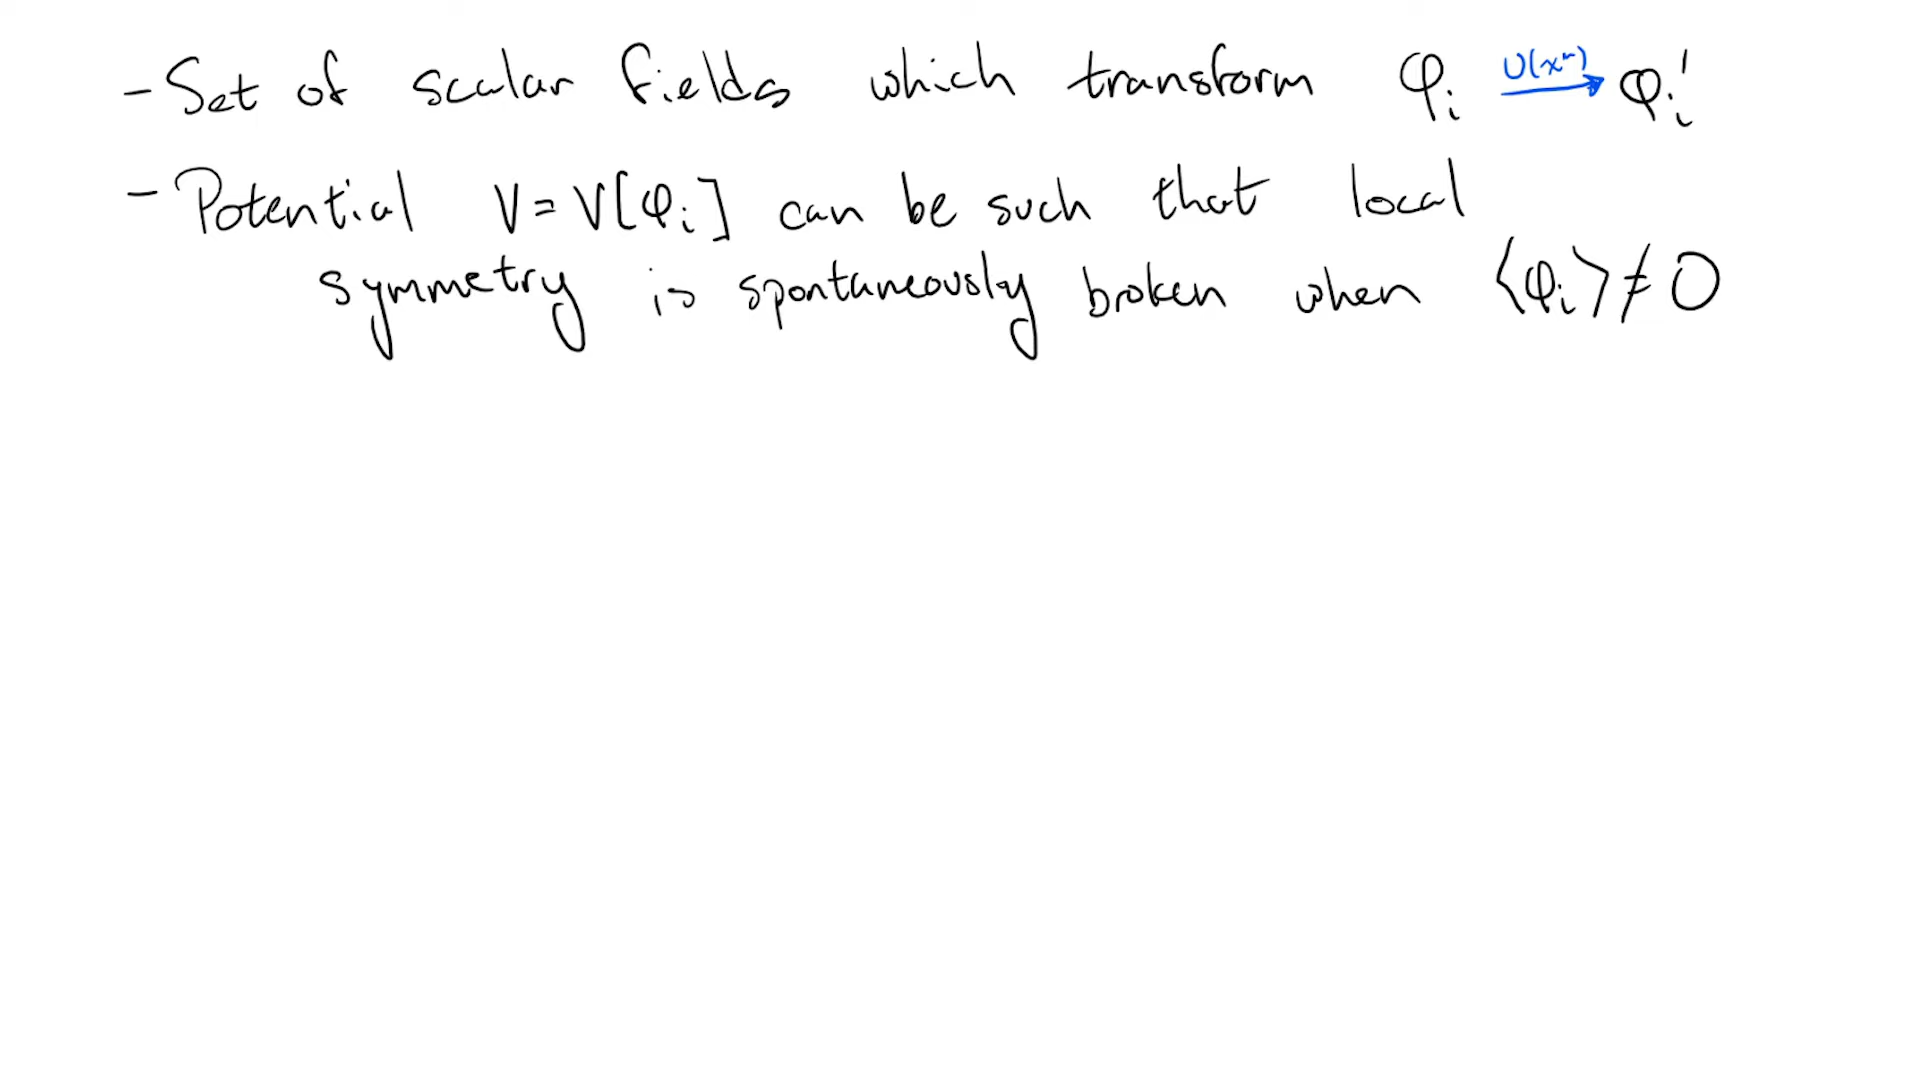 - Set of scalar fields which transform φᵢ U(xᵘ)→ φᵢ'
- Potential V = V[φᵢ] can be such that local
symmetry is spontaneously broken when ⟨φᵢ⟩ ≠ 0